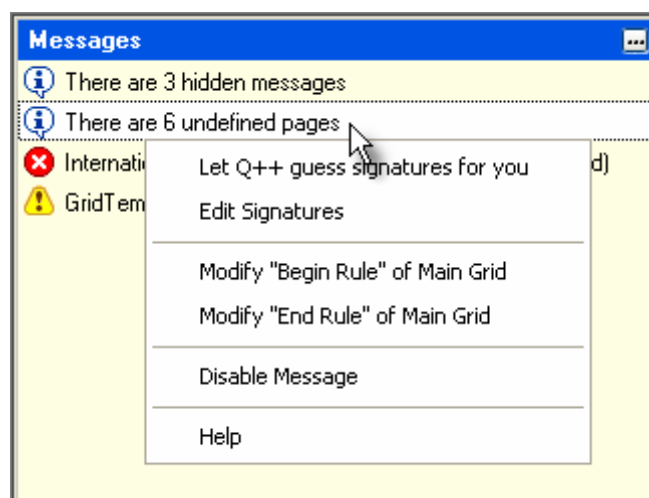 Messages
There are 3 hidden messages
There are 6 undefined pages
Let Q++ guess signatures for you
Edit Signatures
Modify "Begin Rule" of Main Grid
Modify "End Rule" of Main Grid
Disable Message
Help